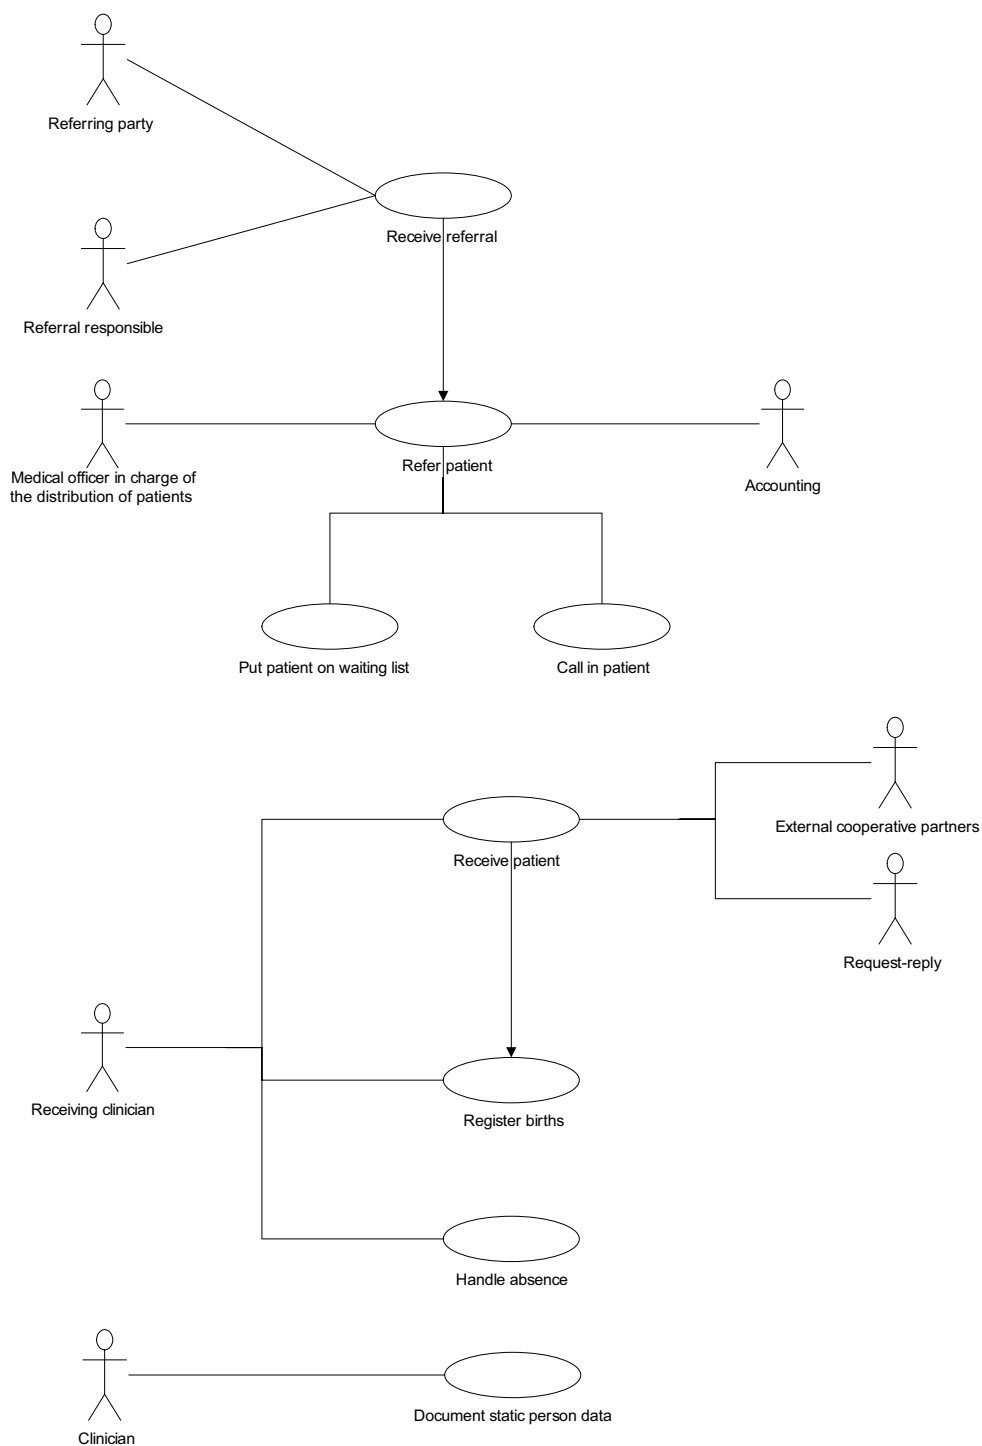 Referring party
Receive referral
Referral responsible
Refer patient
Medical officer in charge of
the distribution of patients
Accounting
Put patient on waiting list
Call in patient
External cooperative partners
Receive patient
Request-reply
Receiving clinician
Register births
Handle absence
Document static person data
Clinician